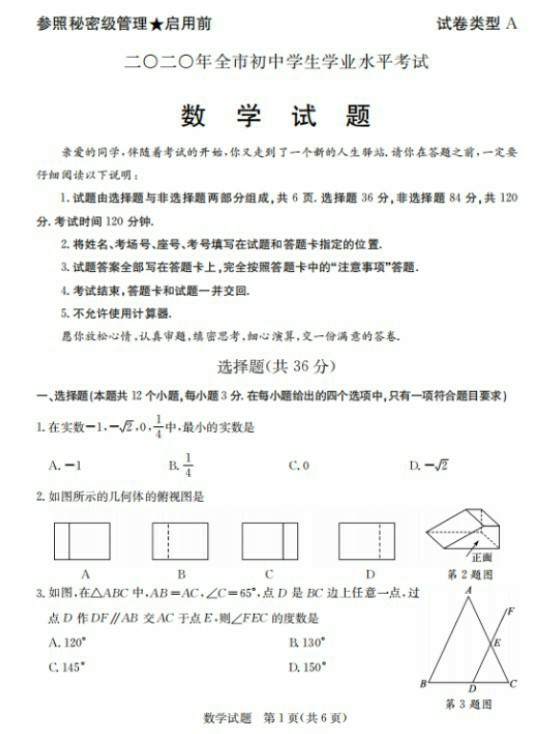 参照秘密级管理★启用前 试卷类型 A
二〇二〇年全市初中学生学业水平考试
数 学 试 题
亲爱的同学,伴随着考试的开始,你又走到了一个新的人生驿站.请你在答题之前,一定要
仔细阅读以下说明:
1.试题由选择题与非选择题两部分组成,共 6 页.选择题 36 分,非选择题 84 分,共 120
分.考试时间 120 分钟.
2.将姓名、考场号、座号、考号填写在试题和答题卡指定的位置.
3.试题答案全部写在答题卡上,完全按照答题卡中的“注意事项”答题.
4.考试结束,答题卡和试题一并交回.
5.不允许使用计算器.
愿你放松心情,认真审题,缜密思考,细心演算,交一份满意的答卷.
选择题(共 36 分)
一、选择题(本题共 12 个小题,每小题 3 分.在每小题给出的四个选项中,只有一项符合题目要求)
1.在实数-1,-√2,0,1/4中,最小的实数是
A.-1 B.1/4 C.0 D.-√2
2.如图所示的几何体的俯视图是
正面
A B C D 第 2 题图
3.如图,在△ABC 中,AB=AC,∠C=65°,点 D 是 BC 边上任意一点,过
点 D 作 DF∥AB 交 AC 于点 E,则∠FEC 的度数是
A.120° B.130°
C.145° D.150°
A
F
E
B D C
第 3 题图
数学试题 第 1 页(共 6 页)